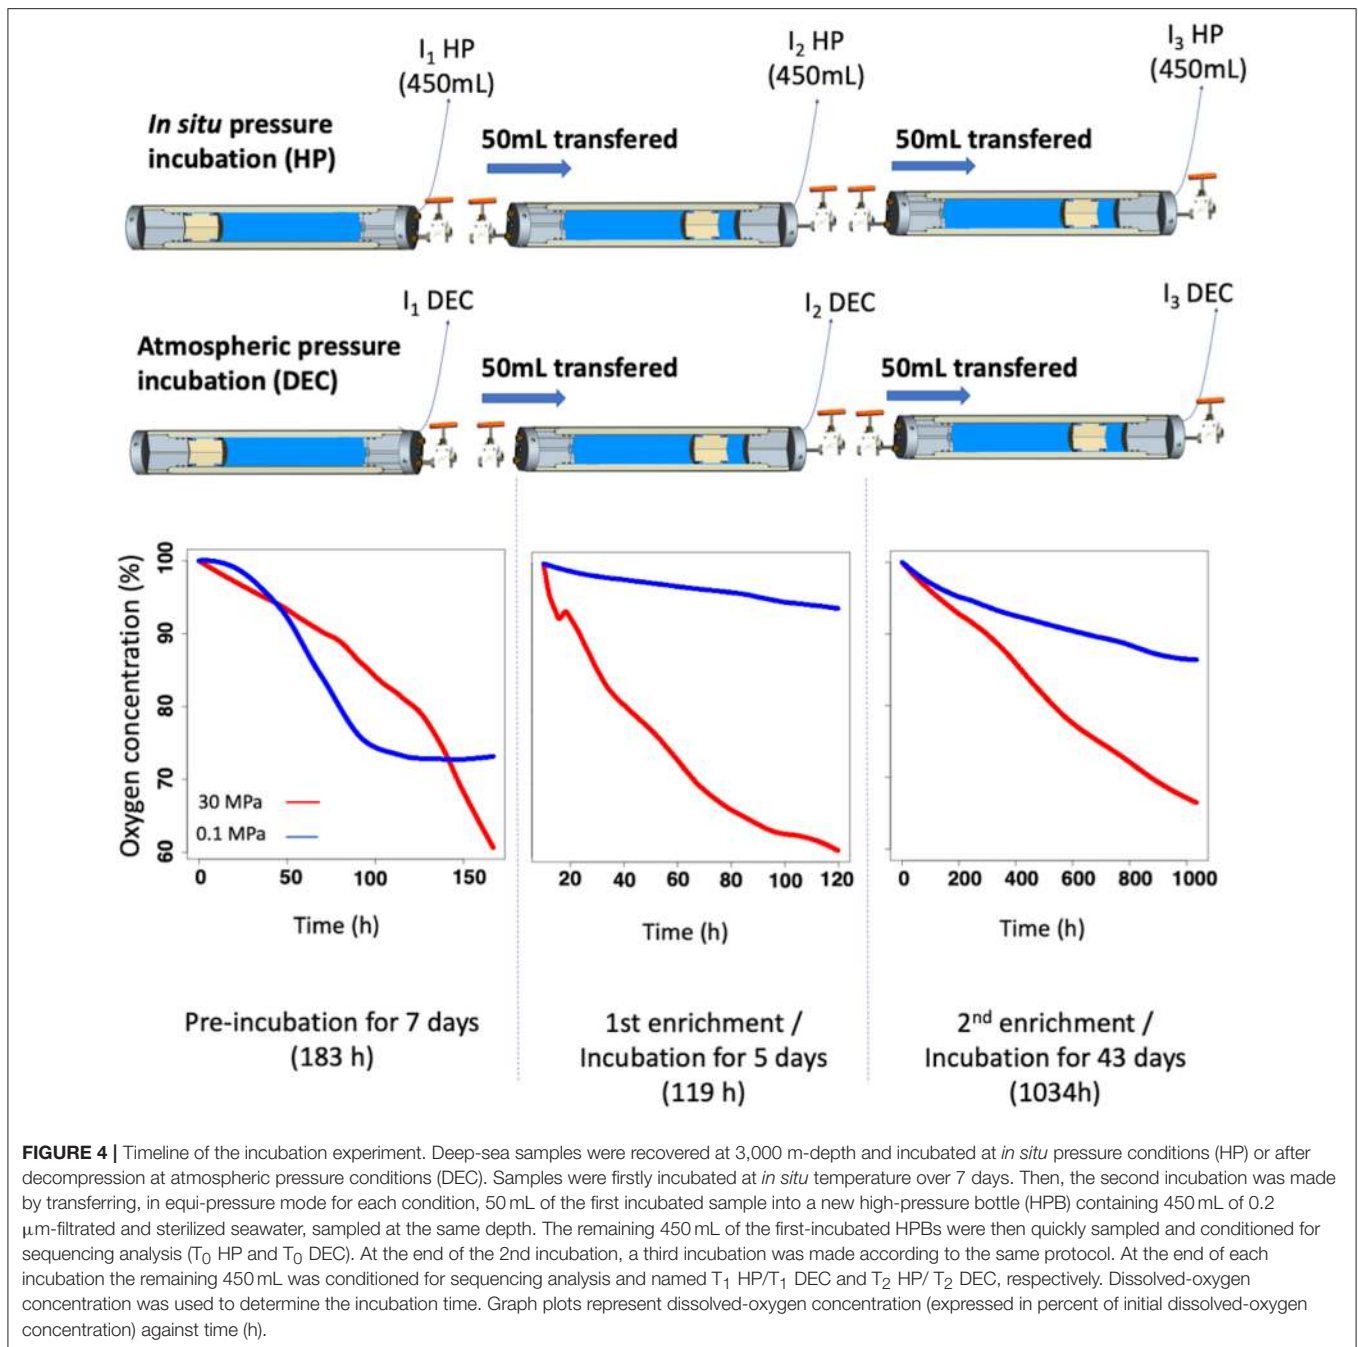 I₁ HP
(450mL)
I₂ HP
(450mL)
I₃ HP
(450mL)
In situ pressure
incubation (HP)
50mL transfered
50mL transfered
I₁ DEC
I₂ DEC
I₃ DEC
Atmospheric pressure
incubation (DEC)
50mL transfered
50mL transfered
Oxygen concentration (%)
100
90
80
70
60
30 MPa
0.1 MPa
0 50 100 150
Time (h)
20 40 60 80 100 120
Time (h)
0 200 400 600 800 1000
Time (h)
Pre-incubation for 7 days
(183 h)
1st enrichment /
Incubation for 5 days
(119 h)
2nd enrichment /
Incubation for 43 days
(1034h)
FIGURE 4 | Timeline of the incubation experiment. Deep-sea samples were recovered at 3,000 m-depth and incubated at in situ pressure conditions (HP) or after
decompression at atmospheric pressure conditions (DEC). Samples were firstly incubated at in situ temperature over 7 days. Then, the second incubation was made
by transferring, in equi-pressure mode for each condition, 50 mL of the first incubated sample into a new high-pressure bottle (HPB) containing 450 mL of 0.2
μm-filtrated and sterilized seawater, sampled at the same depth. The remaining 450 mL of the first-incubated HPBs were then quickly sampled and conditioned for
sequencing analysis (T₀ HP and T₀ DEC). At the end of the 2nd incubation, a third incubation was made according to the same protocol. At the end of each
incubation the remaining 450 mL was conditioned for sequencing analysis and named T₁ HP/T₁ DEC and T₂ HP/ T₂ DEC, respectively. Dissolved-oxygen
concentration was used to determine the incubation time. Graph plots represent dissolved-oxygen concentration (expressed in percent of initial dissolved-oxygen
concentration) against time (h).